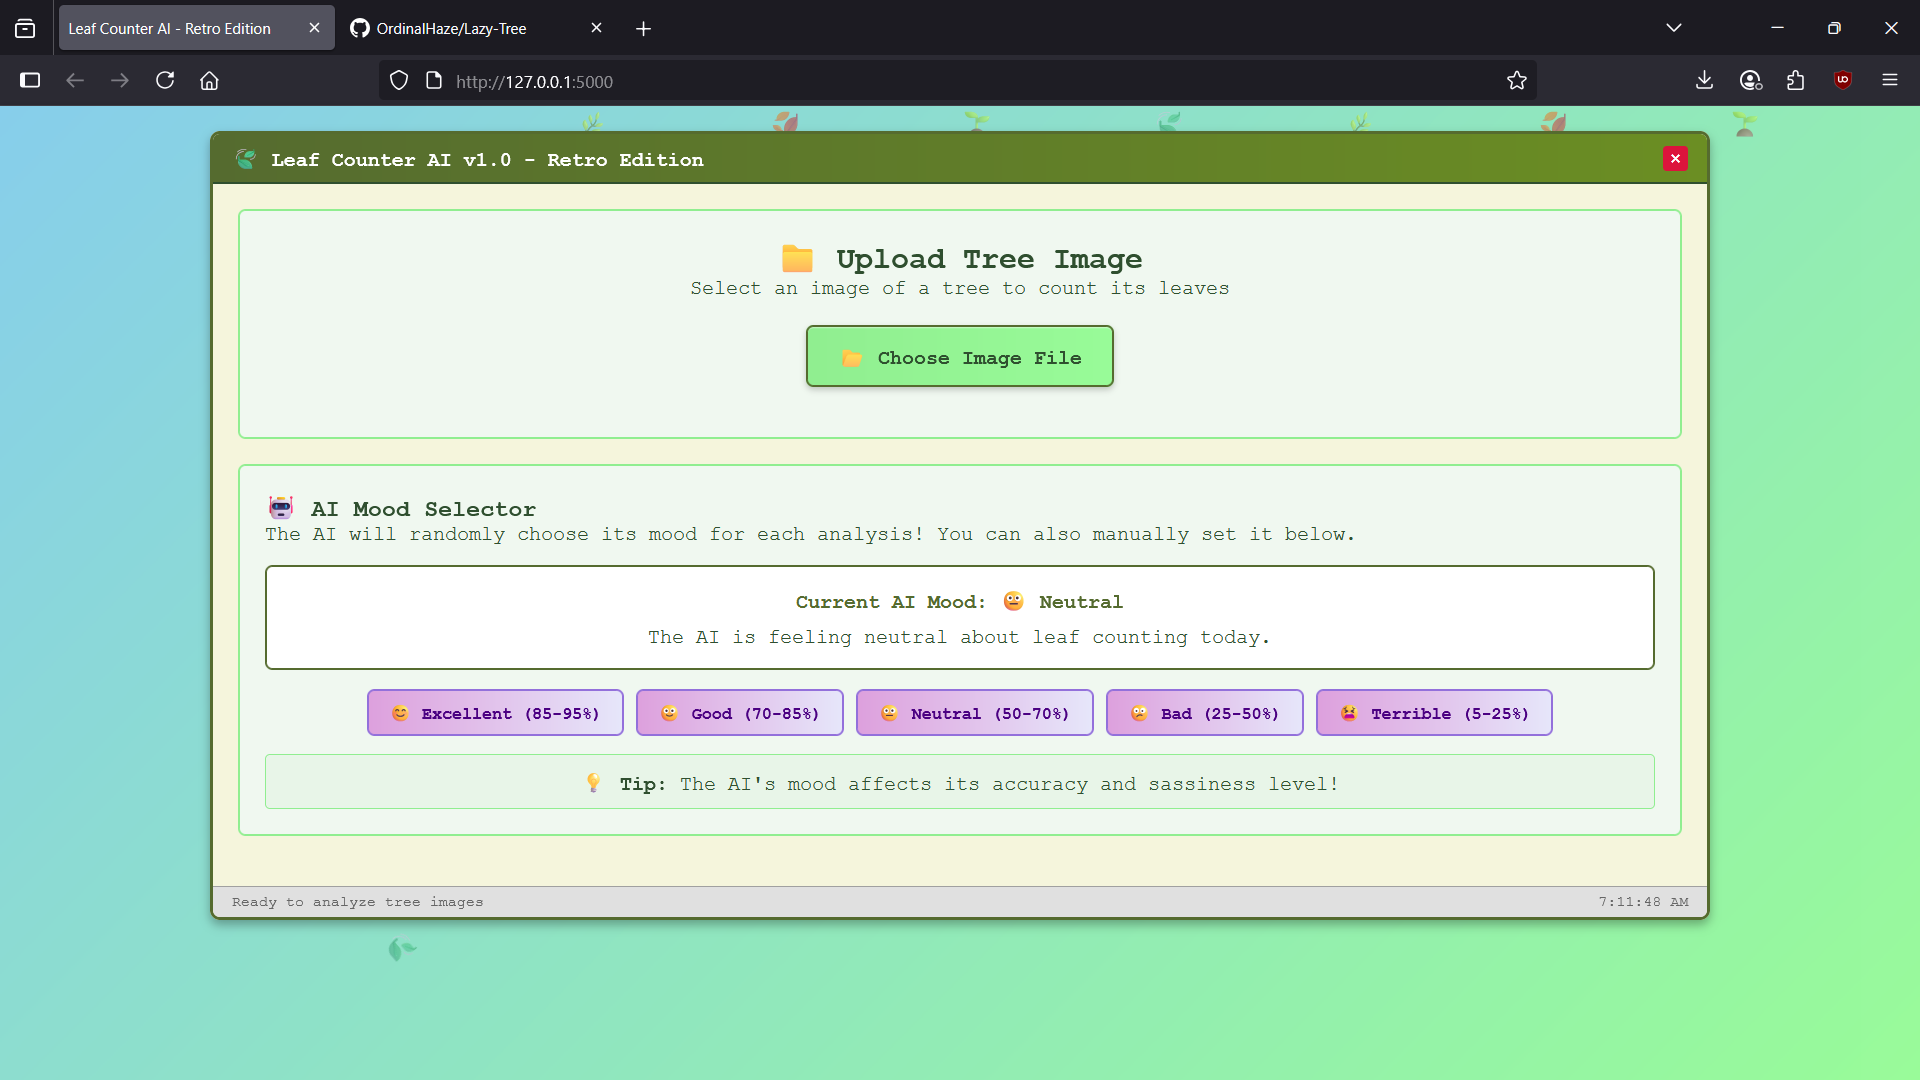 Leaf Counter AI - Retro Edition
OrdinalHaze/Lazy-Tree
http://127.0.0.1:5000
Leaf Counter AI v1.0 - Retro Edition
Upload Tree Image
Select an image of a tree to count its leaves
Choose Image File
AI Mood Selector
The AI will randomly choose its mood for each analysis! You can also manually set it below.
Current AI Mood: 😐 Neutral
The AI is feeling neutral about leaf counting today.
Excellent (85-95%)
Good (70-85%)
Neutral (50-70%)
Bad (25-50%)
Terrible (5-25%)
Tip: The AI's mood affects its accuracy and sassiness level!
Ready to analyze tree images
7:11:48 AM